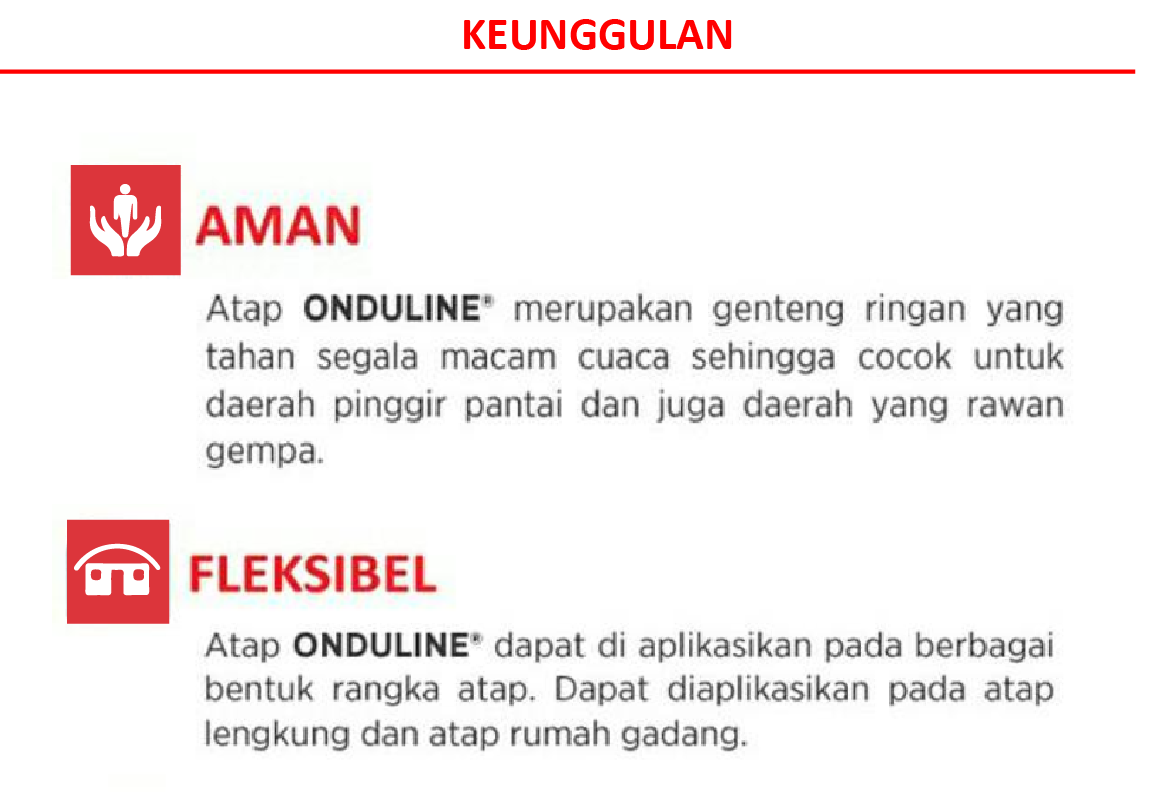 KEUNGGULAN
AMAN
Atap ONDULINE® merupakan genteng ringan yang
tahan segala macam cuaca sehingga cocok untuk
daerah pinggir pantai dan juga daerah yang rawan
gempa.
FLEKSIBEL
Atap ONDULINE® dapat di aplikasikan pada berbagai
bentuk rangka atap. Dapat diaplikasikan pada atap
lengkung dan atap rumah gadang.